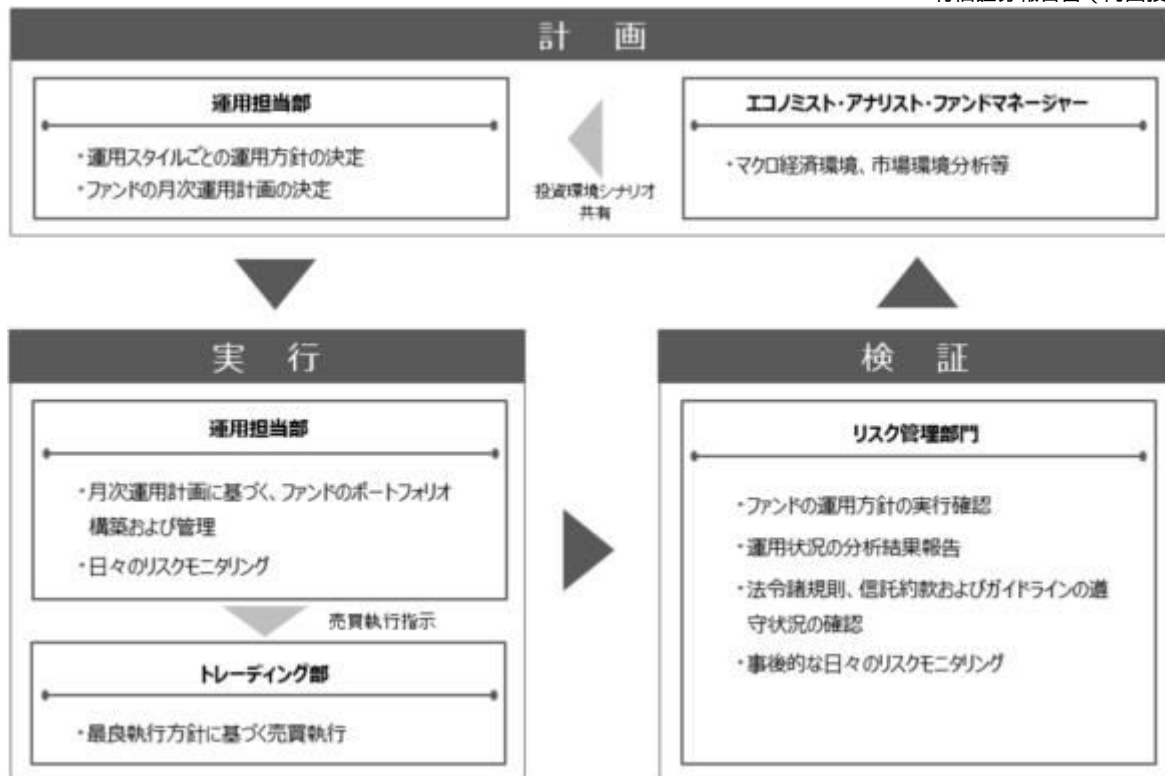 計 画
運用担当部
・運用スタイルごとの運用方針の決定
・ファンドの月次運用計画の決定
投資環境シナリオ
共有
エコノミスト・アナリスト・ファンドマネージャー
・マクロ経済環境、市場環境分析等
実 行
運用担当部
・月次運用計画に基づく、ファンドのポートフォリオ
構築および管理
・日々のリスクモニタリング
売買執行指示
トレーディング部
・最良執行方針に基づく売買執行
検 証
リスク管理部門
・ファンドの運用方針の実行確認
・運用状況の分析結果報告
・法令諸規則、信託約款およびガイドラインの遵
守状況の確認
・事後的な日々のリスクモニタリング